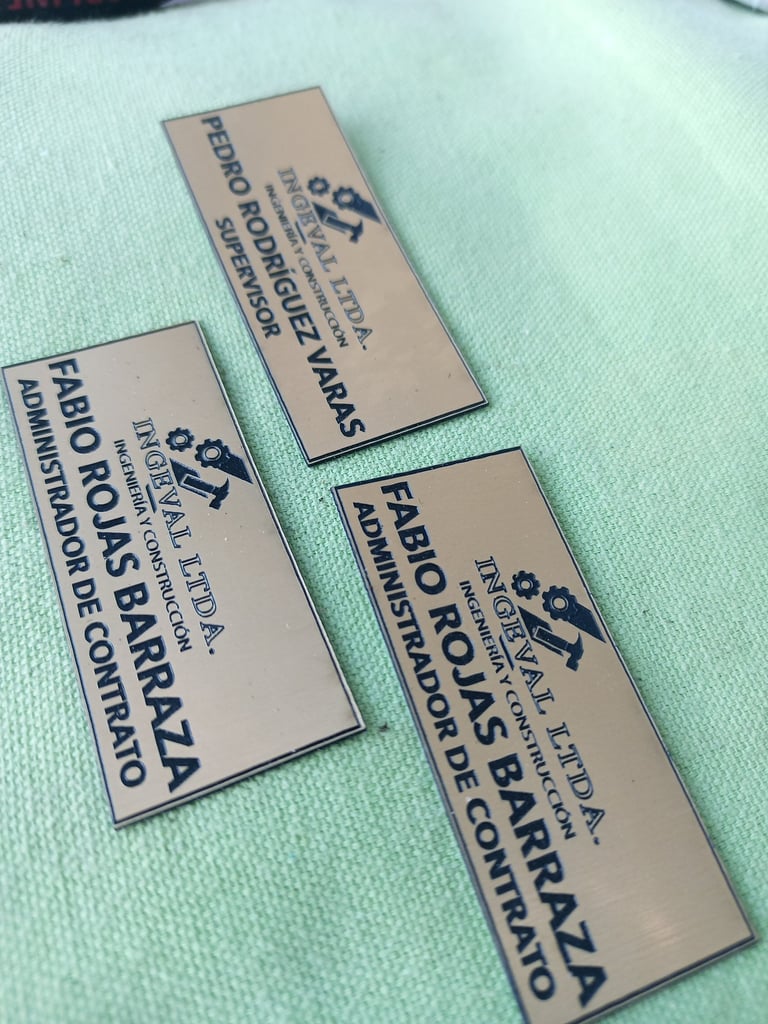 INGEVAL LTDA.
INGENIERÍA Y CONSTRUCCIÓN
PEDRO RODRÍGUEZ VARAS
SUPERVISOR
INGEVAL LTDA.
INGENIERÍA Y CONSTRUCCIÓN
FABIO ROJAS BARRAZA
ADMINISTRADOR DE CONTRATO
INGEVAL LTDA.
INGENIERÍA Y CONSTRUCCIÓN
FABIO ROJAS BARRAZA
ADMINISTRADOR DE CONTRATO